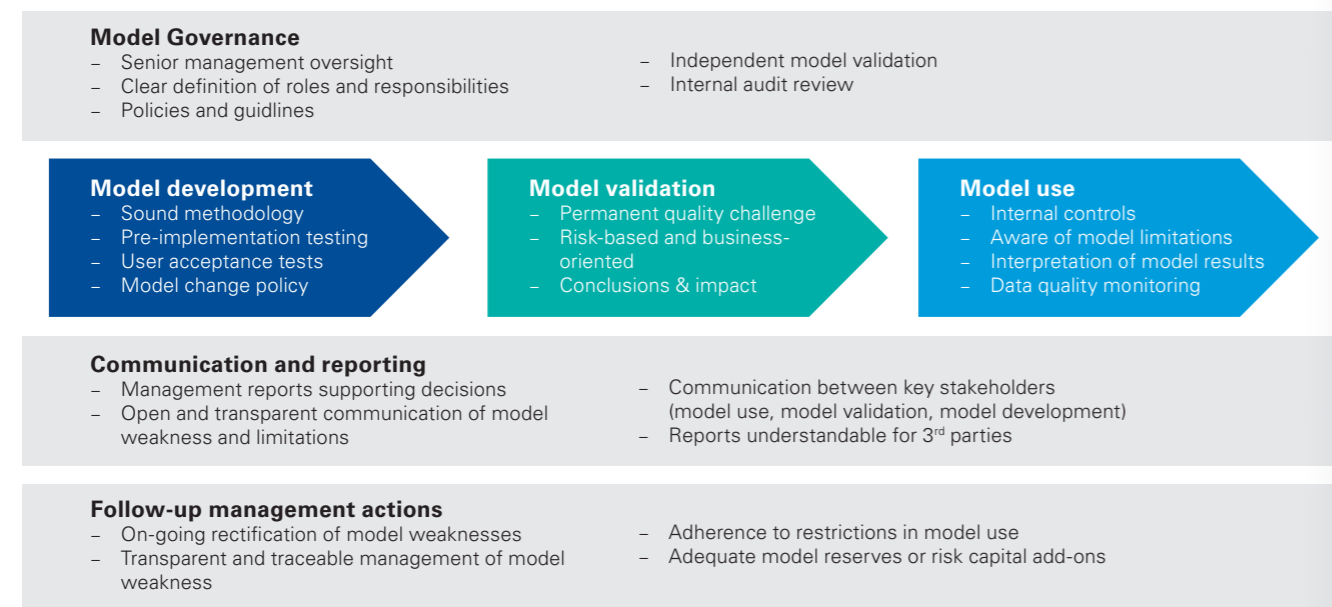 Model Governance
– Senior management oversight
– Clear definition of roles and responsibilities
– Policies and guidlines
– Independent model validation
– Internal audit review
Model development
– Sound methodology
– Pre-implementation testing
– User acceptance tests
– Model change policy
Model validation
– Permanent quality challenge
– Risk-based and business-
oriented
– Conclusions & impact
Model use
– Internal controls
– Aware of model limitations
– Interpretation of model results
– Data quality monitoring
Communication and reporting
– Management reports supporting decisions
– Open and transparent communication of model
weakness and limitations
– Communication between key stakeholders
(model use, model validation, model development)
– Reports understandable for 3rd parties
Follow-up management actions
– On-going rectification of model weaknesses
– Transparent and traceable management of model
weakness
– Adherence to restrictions in model use
– Adequate model reserves or risk capital add-ons